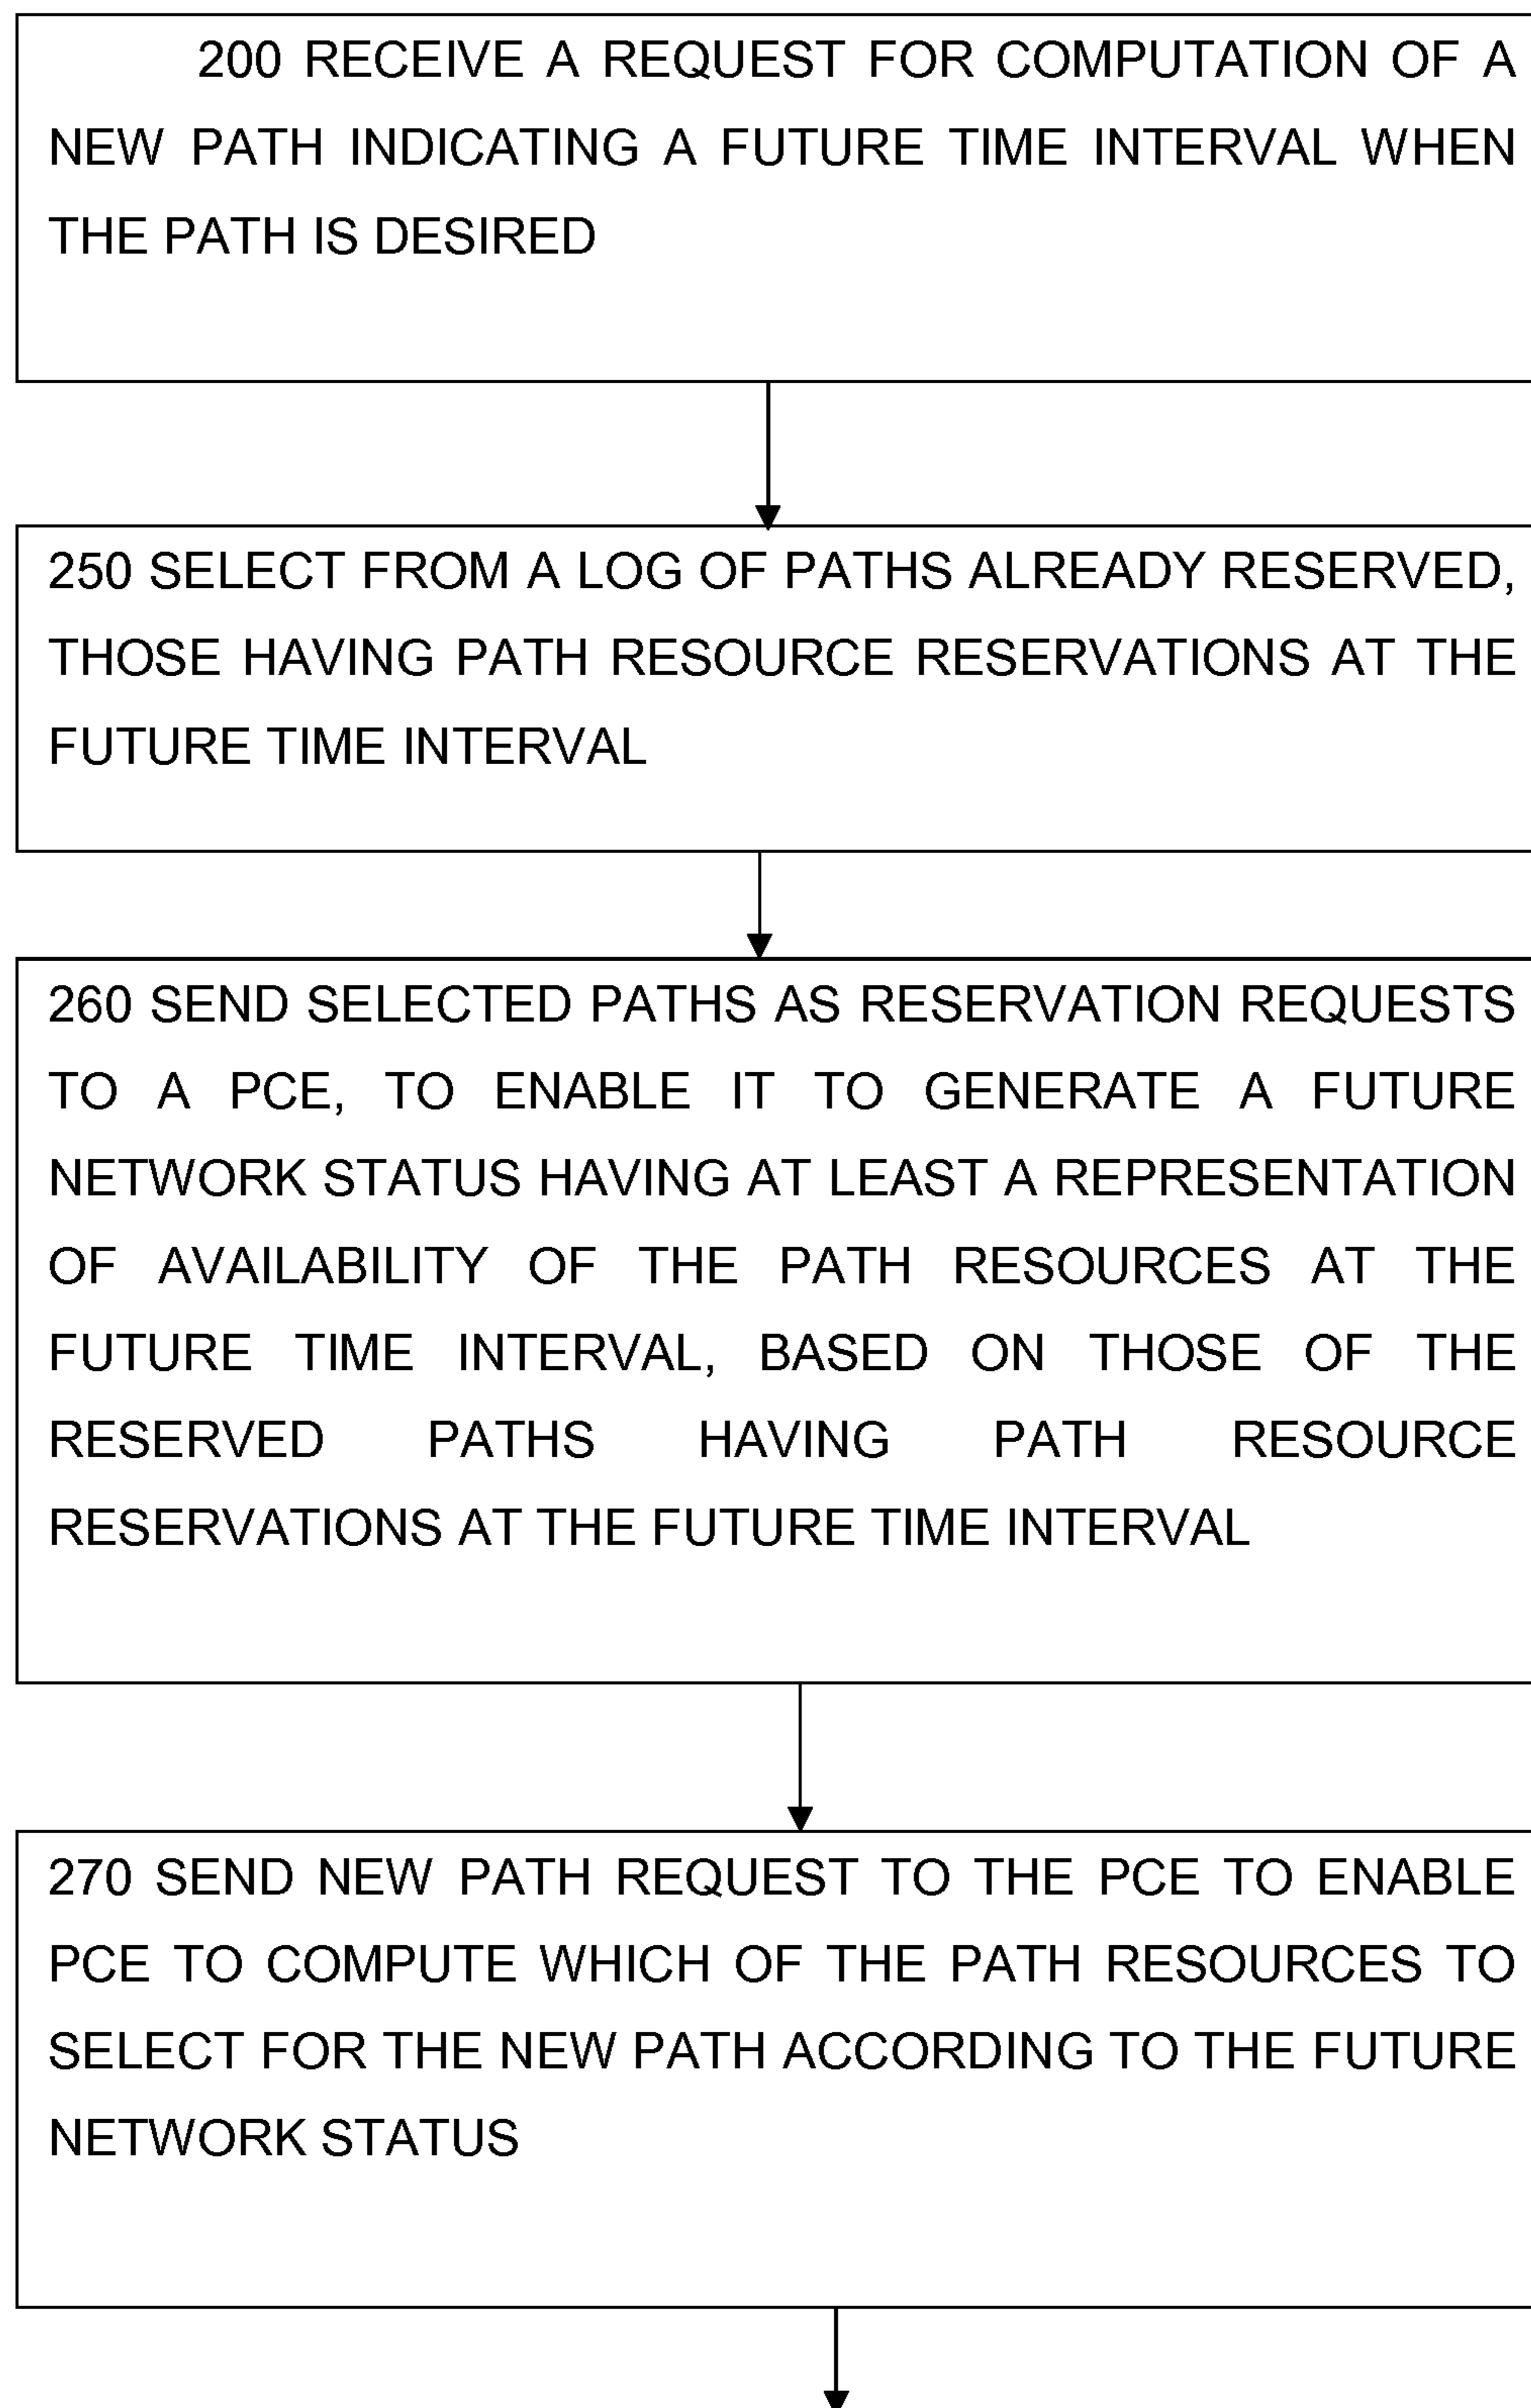 200 RECEIVE A REQUEST FOR COMPUTATION OF A
NEW PATH INDICATING A FUTURE TIME INTERVAL WHEN
THE PATH IS DESIRED
250 SELECT FROM A LOG OF PATHS ALREADY RESERVED,
THOSE HAVING PATH RESOURCE RESERVATIONS AT THE
FUTURE TIME INTERVAL
260 SEND SELECTED PATHS AS RESERVATION REQUESTS
TO A PCE, TO ENABLE IT TO GENERATE A FUTURE
NETWORK STATUS HAVING AT LEAST A REPRESENTATION
OF AVAILABILITY OF THE PATH RESOURCES AT THE
FUTURE TIME INTERVAL, BASED ON THOSE OF THE
RESERVED PATHS HAVING PATH RESOURCE
RESERVATIONS AT THE FUTURE TIME INTERVAL
270 SEND NEW PATH REQUEST TO THE PCE TO ENABLE
PCE TO COMPUTE WHICH OF THE PATH RESOURCES TO
SELECT FOR THE NEW PATH ACCORDING TO THE FUTURE
NETWORK STATUS